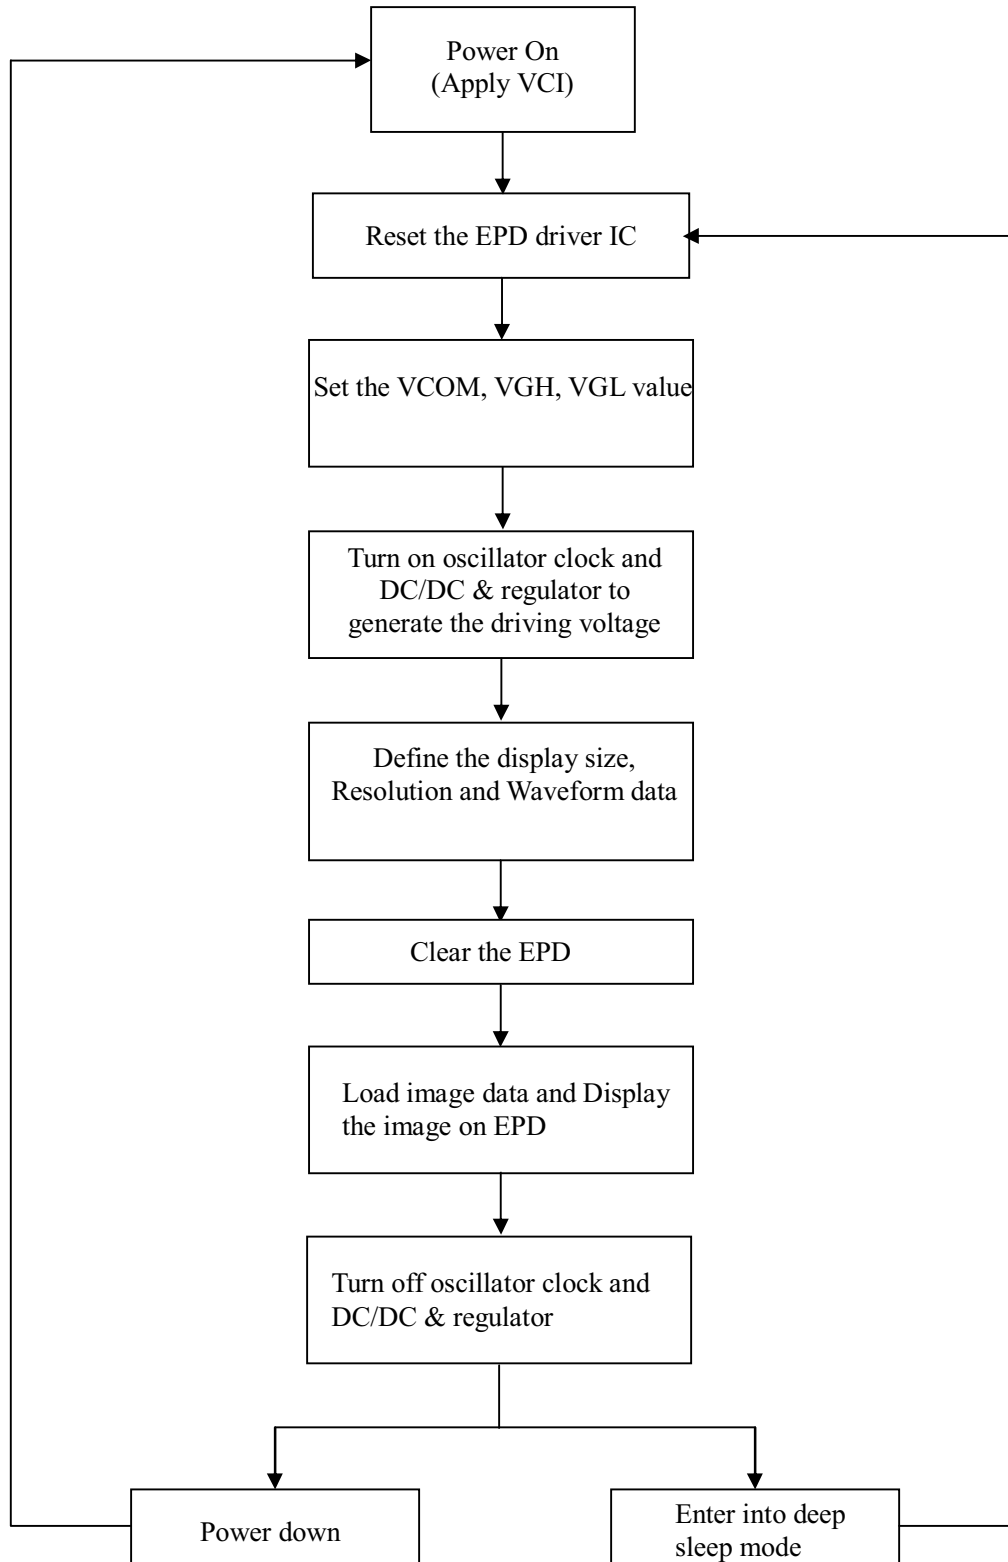 Power On
(Apply VCI)
Reset the EPD driver IC
Set the VCOM, VGH, VGL value
Turn on oscillator clock and
DC/DC & regulator to
generate the driving voltage
Define the display size,
Resolution and Waveform data
Clear the EPD
Load image data and Display
the image on EPD
Turn off oscillator clock and
DC/DC & regulator
Power down
Enter into deep
sleep mode